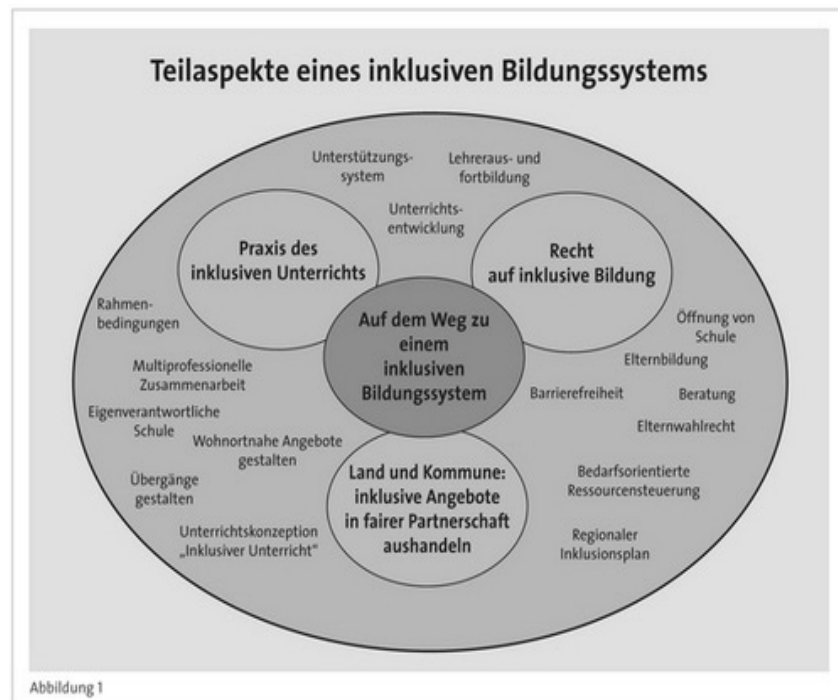 Teilaspekte eines inklusiven Bildungssystems
Unterstützungs-
system
Lehreraus- und
fortbildung
Unterrichts-
entwicklung
Praxis des
inklusiven Unterrichts
Recht
auf inklusive Bildung
Rahmen-
bedingungen
Auf dem Weg zu
einem
inklusiven
Bildungssystem
Öffnung von
Schule
Elternbildung
Multiprofessionelle
Zusammenarbeit
Barrierefreiheit
Beratung
Eigenverantwortliche
Schule
Elternwahlrecht
Wohnortnahe Angebote
gestalten
Land und Kommune:
inklusive Angebote
in fairer Partnerschaft
aushandeln
Bedarfsorientierte
Ressourcensteuerung
Übergänge
gestalten
Unterrichtskonzeption
„Inklusiver Unterricht“
Regionaler
Inklusionsplan
Abbildung 1